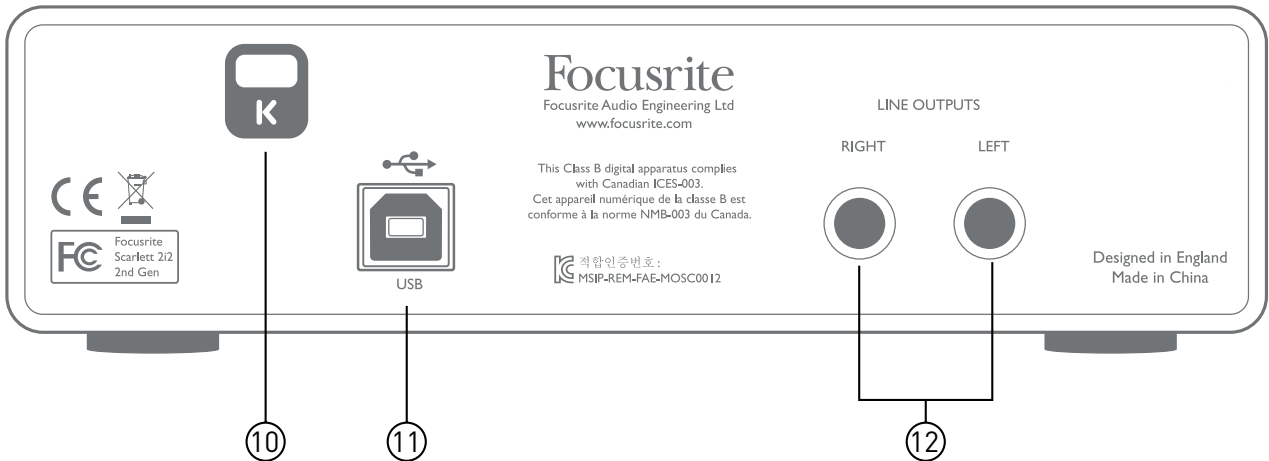 K
Focusrite
Focusrite Audio Engineering Ltd
www.focusrite.com
LINE OUTPUTS
RIGHT
LEFT
This Class B digital apparatus complies
with Canadian ICES-003.
Cet appareil numérique de la classe B est
conforme à la norme NMB-003 du Canada.
CE
FC
Focusrite
Scarlett 2i2
2nd Gen
USB
적합인증번호:
MSIP-REM-FAE-MOSC0012
Designed in England
Made in China
10
11
12